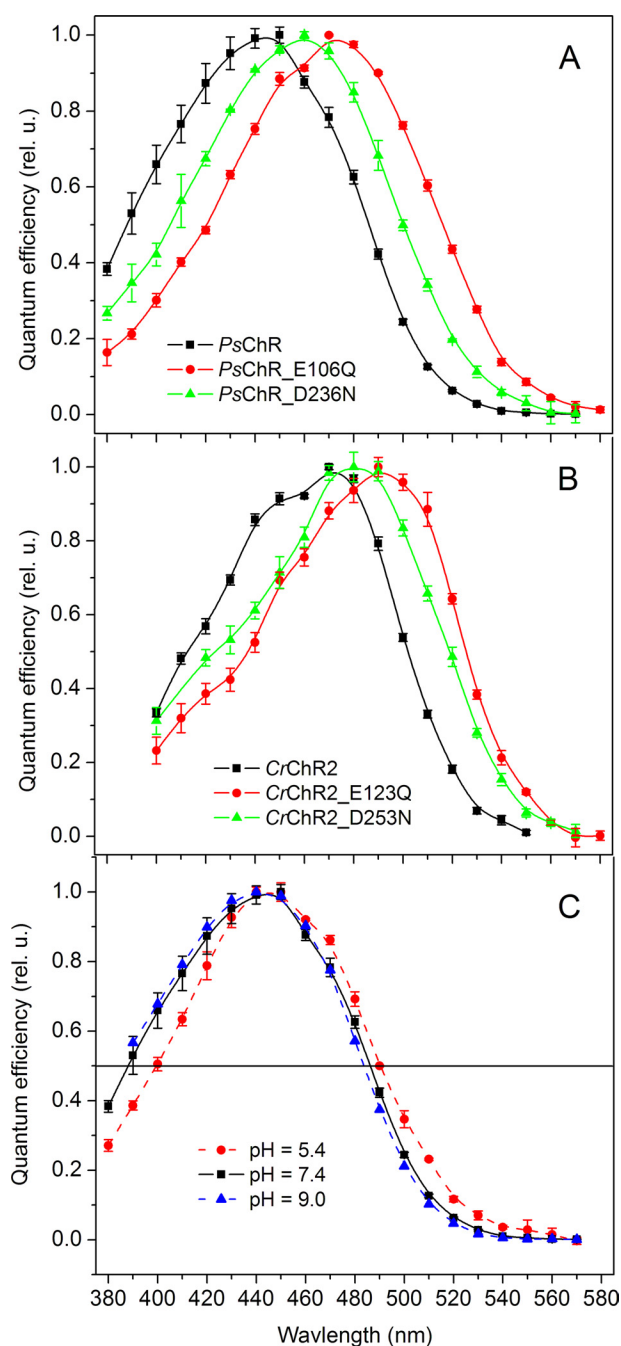 A
Quantum efficiency (rel. u.)
1.0
0.8
0.6
0.4
0.2
0.0
PsChR
PsChR_E106Q
PsChR_D236N
B
Quantum efficiency (rel. u.)
1.0
0.8
0.6
0.4
0.2
0.0
CrChR2
CrChR2_E123Q
CrChR2_D253N
C
Quantum efficiency (rel. u.)
1.0
0.8
0.6
0.4
0.2
0.0
pH = 5.4
pH = 7.4
pH = 9.0
380 400 420 440 460 480 500 520 540 560 580
Wavelength (nm)